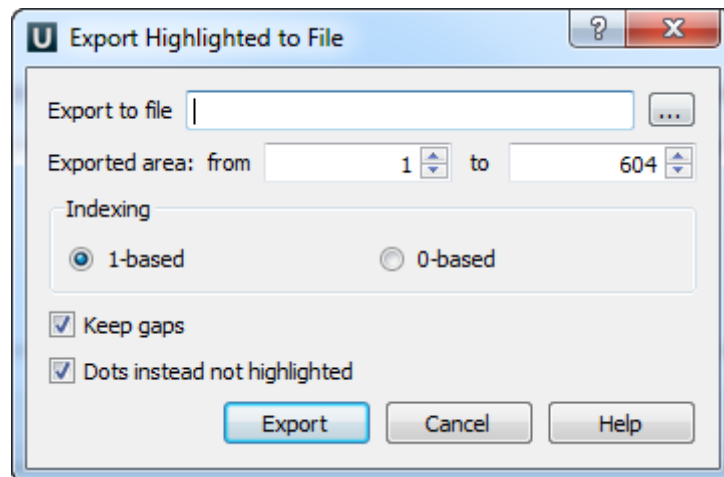 U Export Highlighted to File ? X
Export to file ...
Exported area: from 1 to 604
Indexing
1-based 0-based
Keep gaps
Dots instead not highlighted
Export Cancel Help